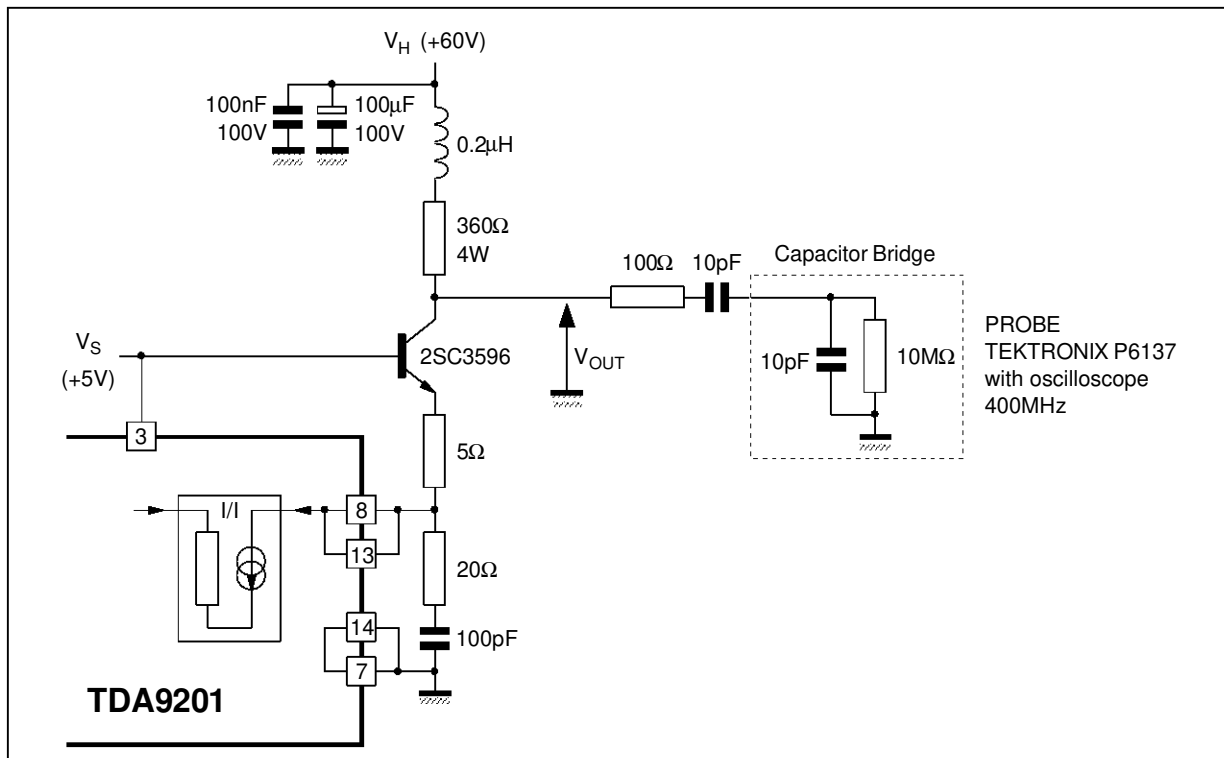 V_H (+60V)
100nF
100V
100μF
100V
0.2μH
360Ω
4W
Capacitor Bridge
100Ω
10pF
V_S
(+5V)
2SC3596
V_OUT
10pF
10MΩ
PROBE
TEKTRONIX P6137
with oscilloscope
400MHz
3
5Ω
I/I
8
13
20Ω
14
100pF
7
TDA9201